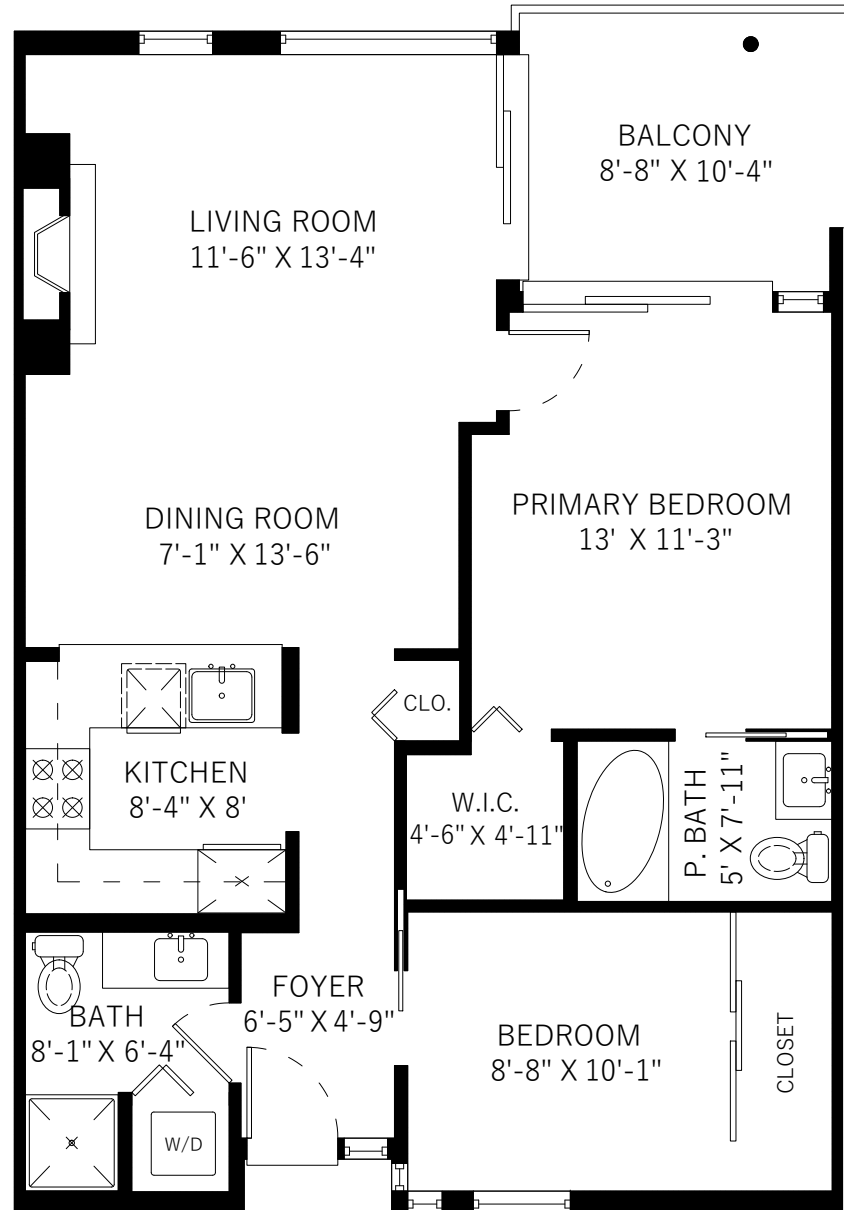 BALCONY
8'-8" X 10'-4"
LIVING ROOM
11'-6" X 13'-4"
DINING ROOM
7'-1" X 13'-6"
PRIMARY BEDROOM
13' X 11'-3"
CLO.
KITCHEN
8'-4" X 8'
W.I.C.
4'-6" X 4'-11"
P. BATH
5' X 7'-11"
FOYER
6'-5" X 4'-9"
BATH
8'-1" X 6'-4"
BEDROOM
8'-8" X 10'-1"
CLOSET
W/D